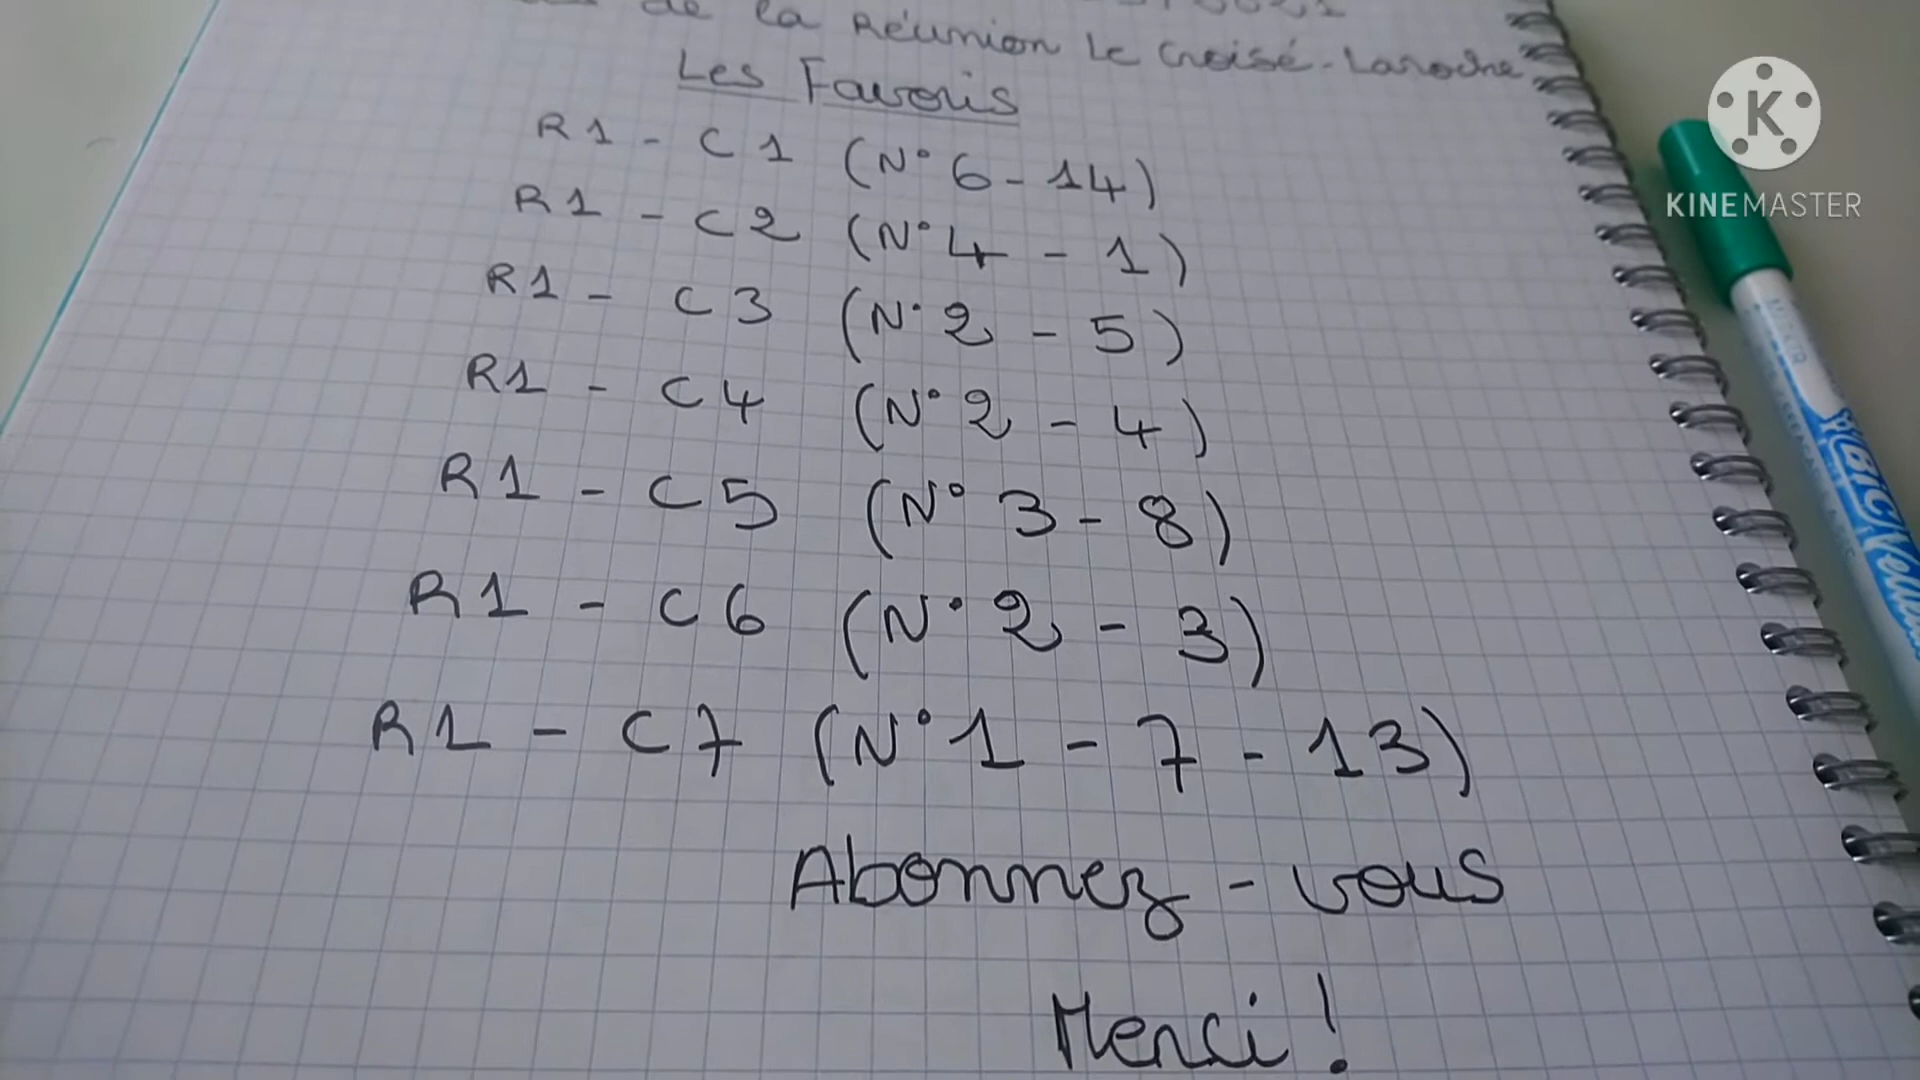 de la Réunion Le Croisé-Laroche
Les Favoris
R1 - C1 (N° 6 - 14)
R1 - C2 (N° 4 - 1)
R1 - C3 (N° 2 - 5)
R1 - C4 (N° 2 - 4)
R1 - C5 (N° 3 - 8)
R1 - C6 (N° 2 - 3)
R1 - C7 (N° 1 - 7 - 13)
Abonnez-vous
Merci !
KINEMASTER
BIC Velle